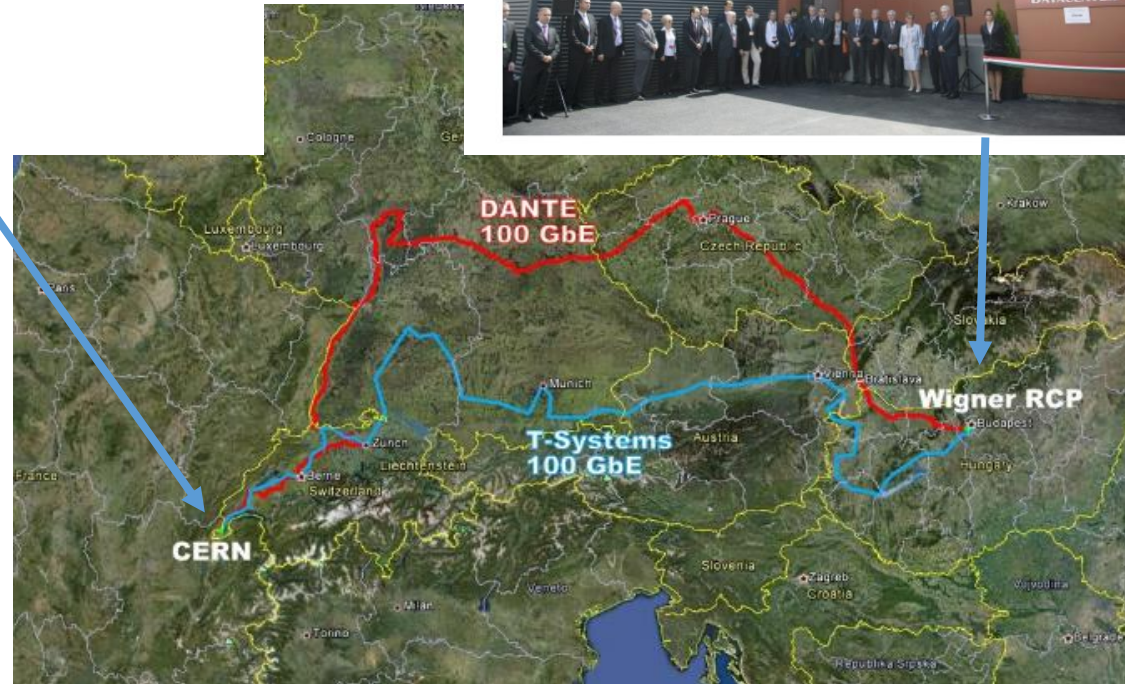 DATACENTER
Cologne
Luxembourg
Luxembourg
Paris
DANTE
100 GbE
Prague
Czech Republic
Krakow
Slovakia
Vienna
Bratislava
Munich
Wigner RCP
Budapest
T-Systems
100 GbE
Austria
Hungary
Zurich
Liechtenstein
Berne
Switzerland
France
CERN
Slovenia
Zagreb
Croatia
Veneto
Milan
Torino
Vojvodina
Belgrade
Republika Srpska